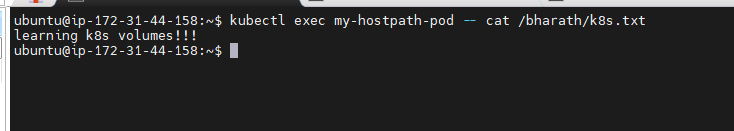 ubuntu@ip-172-31-44-158:~$ kubectl exec my-hostpath-pod -- cat /bharath/k8s.txt
learning k8s volumes!!!
ubuntu@ip-172-31-44-158:~$